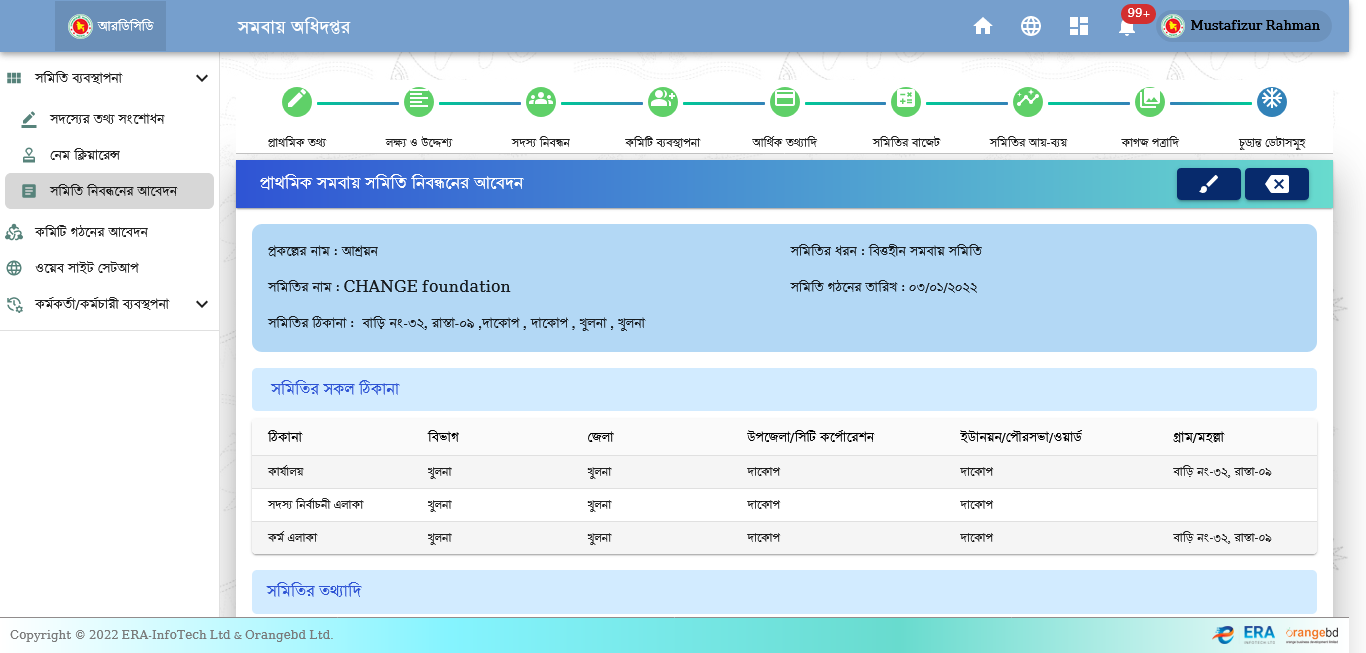 আরডিসিডি
সমবায় অধিদপ্তর
99+
Mustafizur Rahman
সমিতি ব্যবস্থাপনা
সদস্যের তথ্য সংশোধন
নেম ক্লিয়ারেন্স
সমিতি নিবন্ধনের আবেদন
কমিটি গঠনের আবেদন
ওয়েব সাইট সেটআপ
কর্মকর্তা/কর্মচারী ব্যবস্থপনা
প্রাথমিক তথ্য লক্ষ্য ও উদ্দেশ্য সদস্য নিবন্ধন কমিটি ব্যবস্থাপনা আর্থিক তথ্যাদি সমিতির বাজেট সমিতির আয়-ব্যয় কাগজ পত্রাদি চূড়ান্ত ডেটাসমূহ
প্রাথমিক সমবায় সমিতি নিবন্ধনের আবেদন
প্রকল্পের নাম : আশ্রয়ন সমিতির ধরন : বিত্তহীন সমবায় সমিতি
সমিতির নাম : CHANGE foundation সমিতি গঠনের তারিখ : ০৩/০১/২০২২
সমিতির ঠিকানা : বাড়ি নং-৩২, রাস্তা-০৯ ,দাকোপ , দাকোপ , খুলনা , খুলনা
সমিতির সকল ঠিকানা
ঠিকানা বিভাগ জেলা উপজেলা/সিটি কর্পোরেশন ইউানয়ন/পৌরসভা/ওয়ার্ড গ্রাম/মহল্লা
কার্যালয় খুলনা খুলনা দাকোপ দাকোপ বাড়ি নং-৩২, রাস্তা-০৯
সদস্য নির্বাচনী এলাকা খুলনা খুলনা দাকোপ দাকোপ
কর্ম এলাকা খুলনা খুলনা দাকোপ দাকোপ বাড়ি নং-৩২, রাস্তা-০৯
সমিতির তথ্যাদি
Copyright © 2022 ERA-InfoTech Ltd & Orangebd Ltd.
ERA
INFOTECH LTD
orangebd